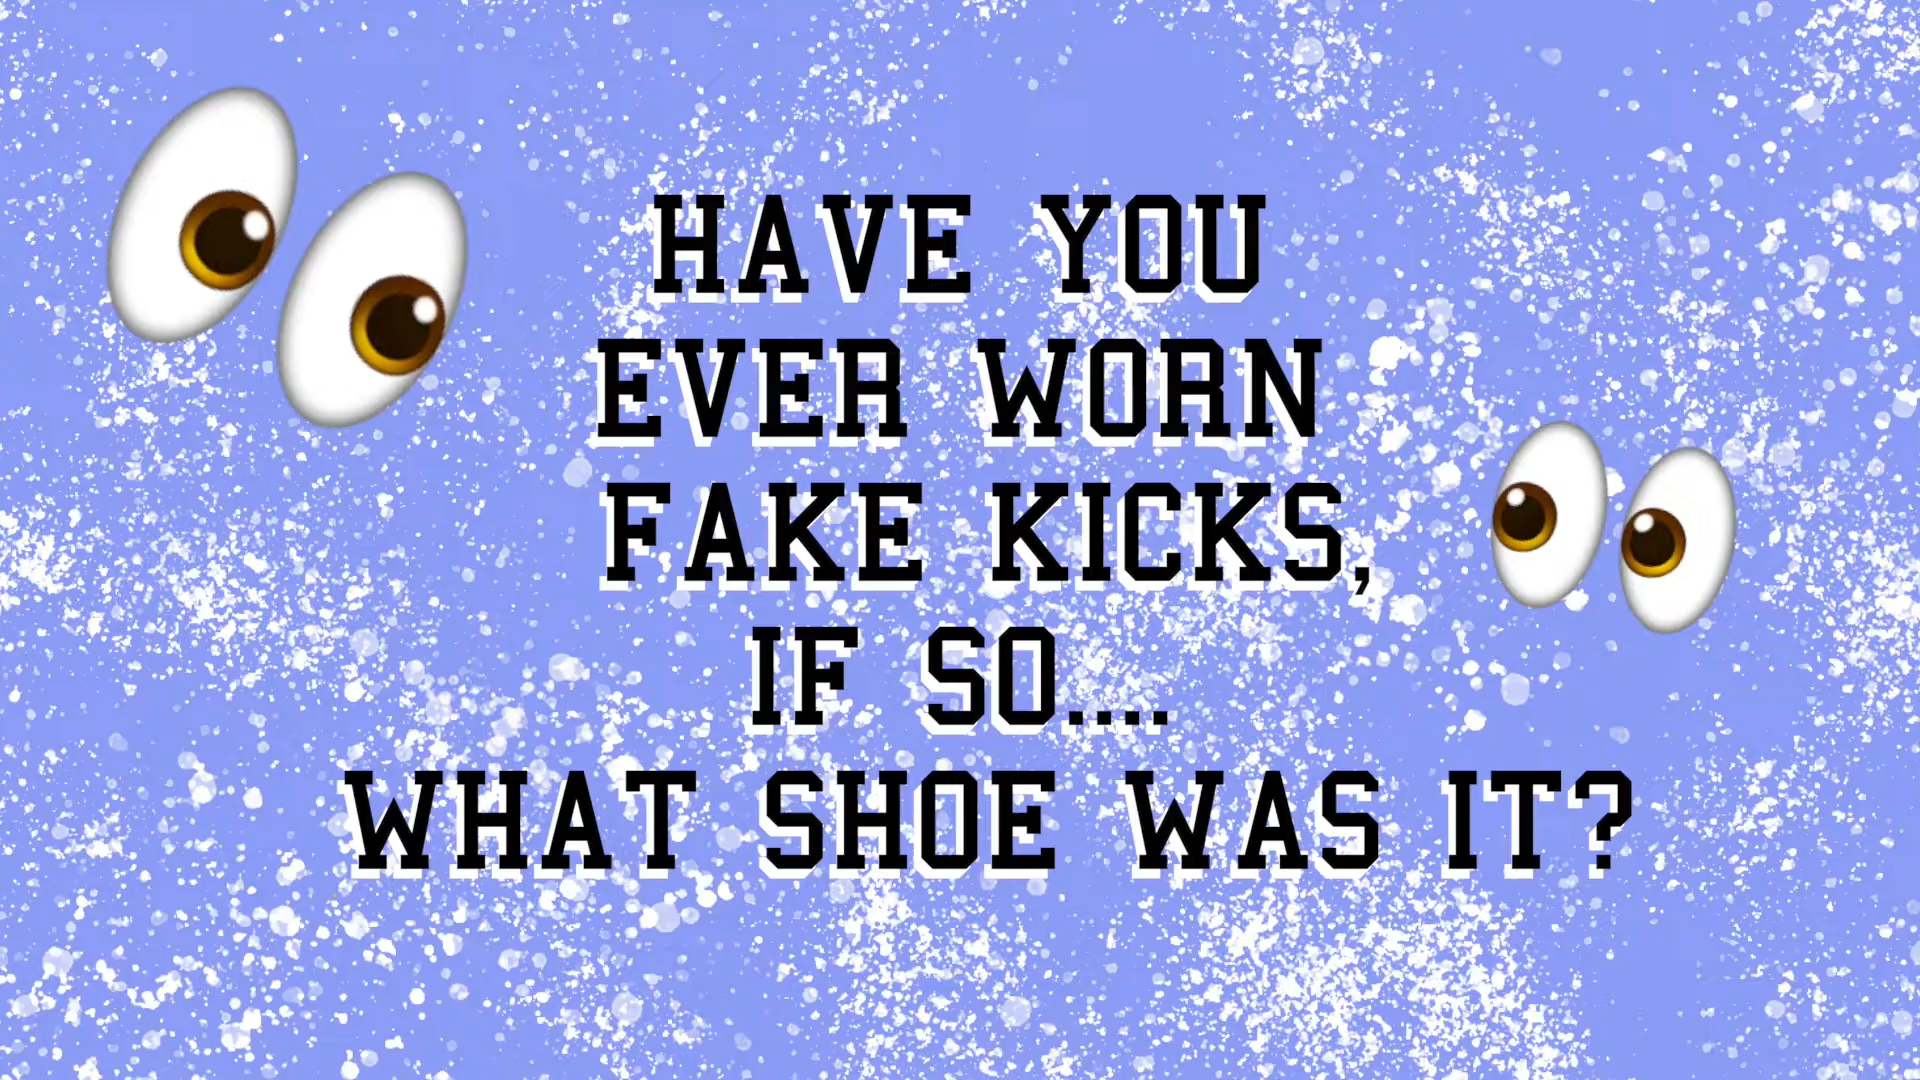 HAVE YOU
EVER WORN
FAKE KICKS,
IF SO....
WHAT SHOE WAS IT?